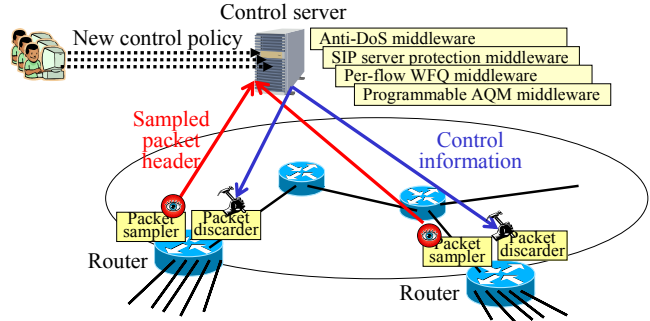 Control server
New control policy
Anti-DoS middleware
SIP server protection middleware
Per-flow WFQ middleware
Programmable AQM middleware
Sampled
packet
header
Control
information
Packet
sampler
Packet
discarder
Router
Packet
sampler
Packet
discarder
Router